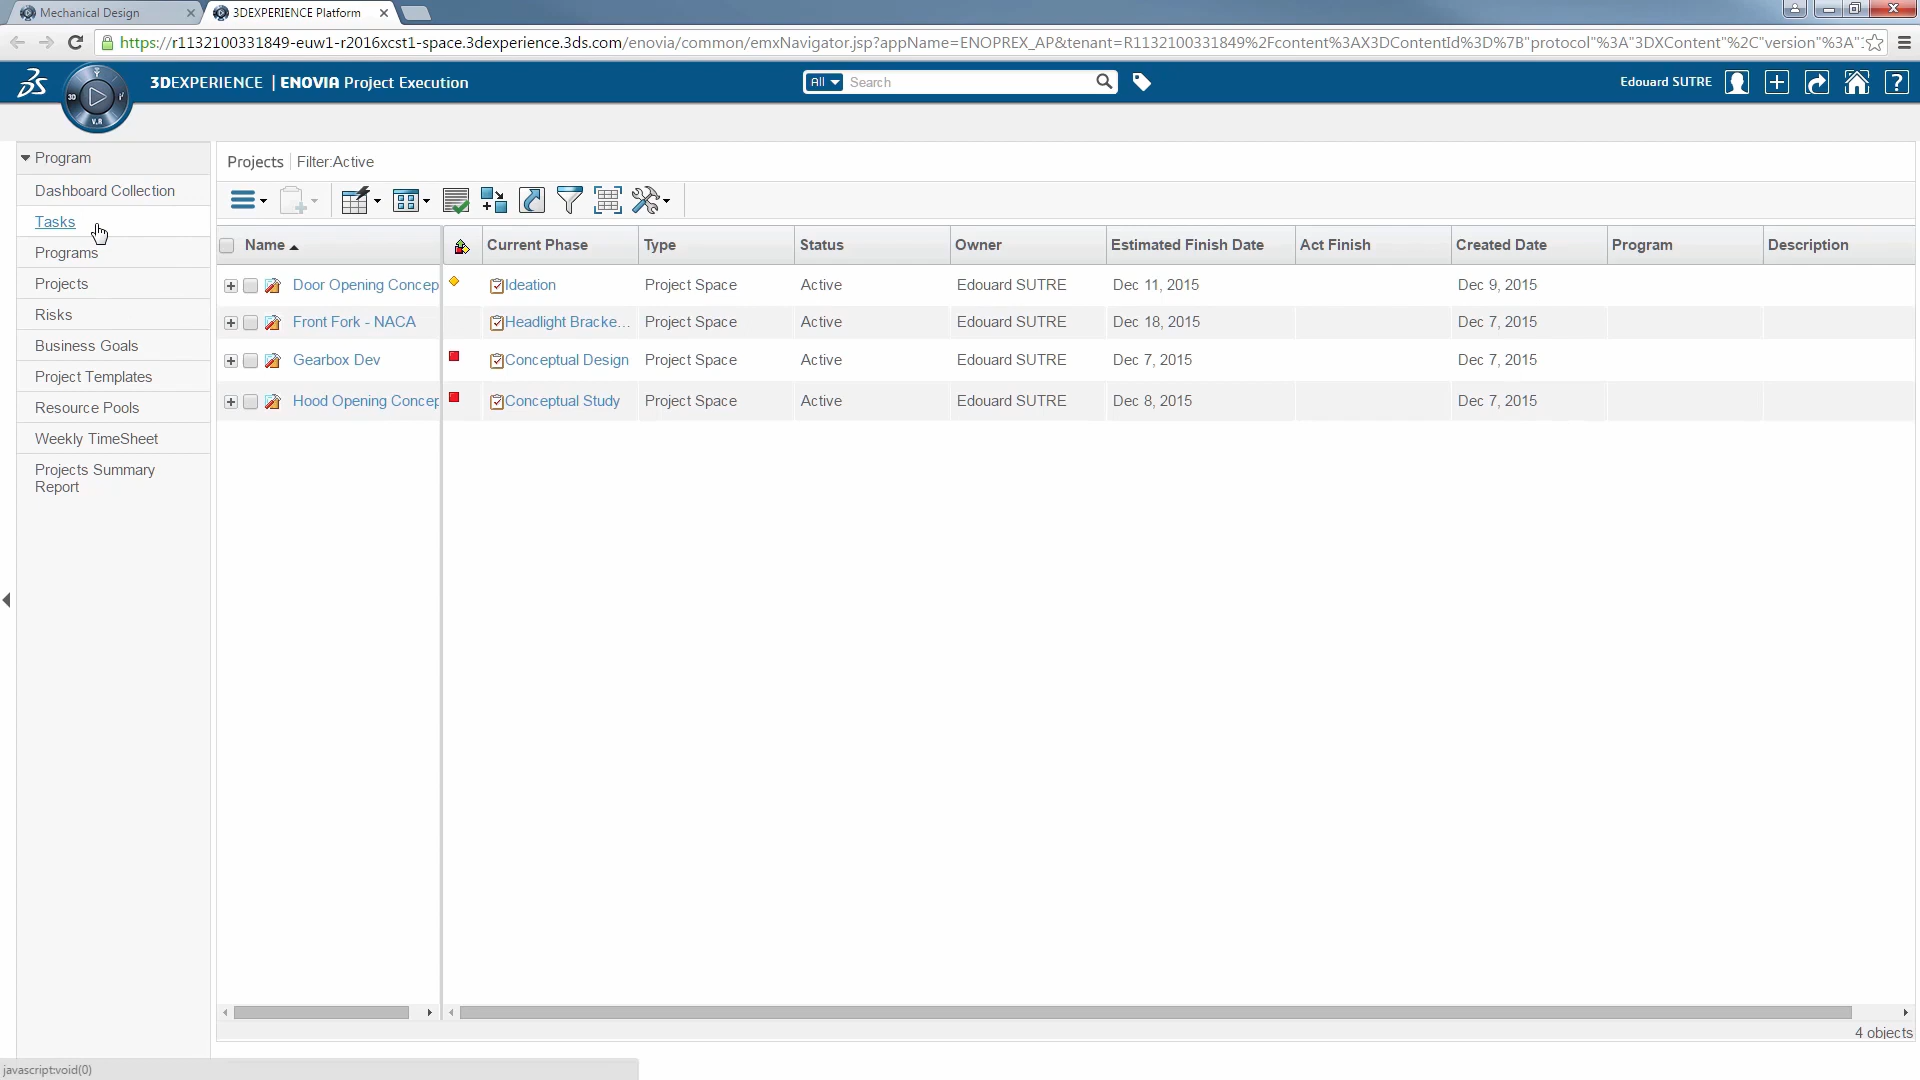 Mechanical Design
3DEXPERIENCE Platform
https://r1132100331849-euw1-r2016xcst1-space.3dexperience.3ds.com/enovia/common/emxNavigator.jsp?appName=ENOPREX_AP&tenant=R1132100331849%2Fcontent%3AX3DContentId%3D%7B"protocol"%3A"3DXContent"%2C"version"%3A"
3DEXPERIENCE | ENOVIA Project Execution
All
Search
Edouard SUTRE
3D
V.R
Program
Dashboard Collection
Tasks
Programs
Projects
Risks
Business Goals
Project Templates
Resource Pools
Weekly TimeSheet
Projects Summary
Report
Projects Filter:Active
Name Current Phase Type Status Owner Estimated Finish Date Act Finish Created Date Program Description
Door Opening Concep Ideation Project Space Active Edouard SUTRE Dec 11, 2015 Dec 9, 2015
Front Fork - NACA Headlight Bracke... Project Space Active Edouard SUTRE Dec 18, 2015 Dec 7, 2015
Gearbox Dev Conceptual Design Project Space Active Edouard SUTRE Dec 7, 2015 Dec 7, 2015
Hood Opening Concep Conceptual Study Project Space Active Edouard SUTRE Dec 8, 2015 Dec 7, 2015
4 objects
javascript:void(0)